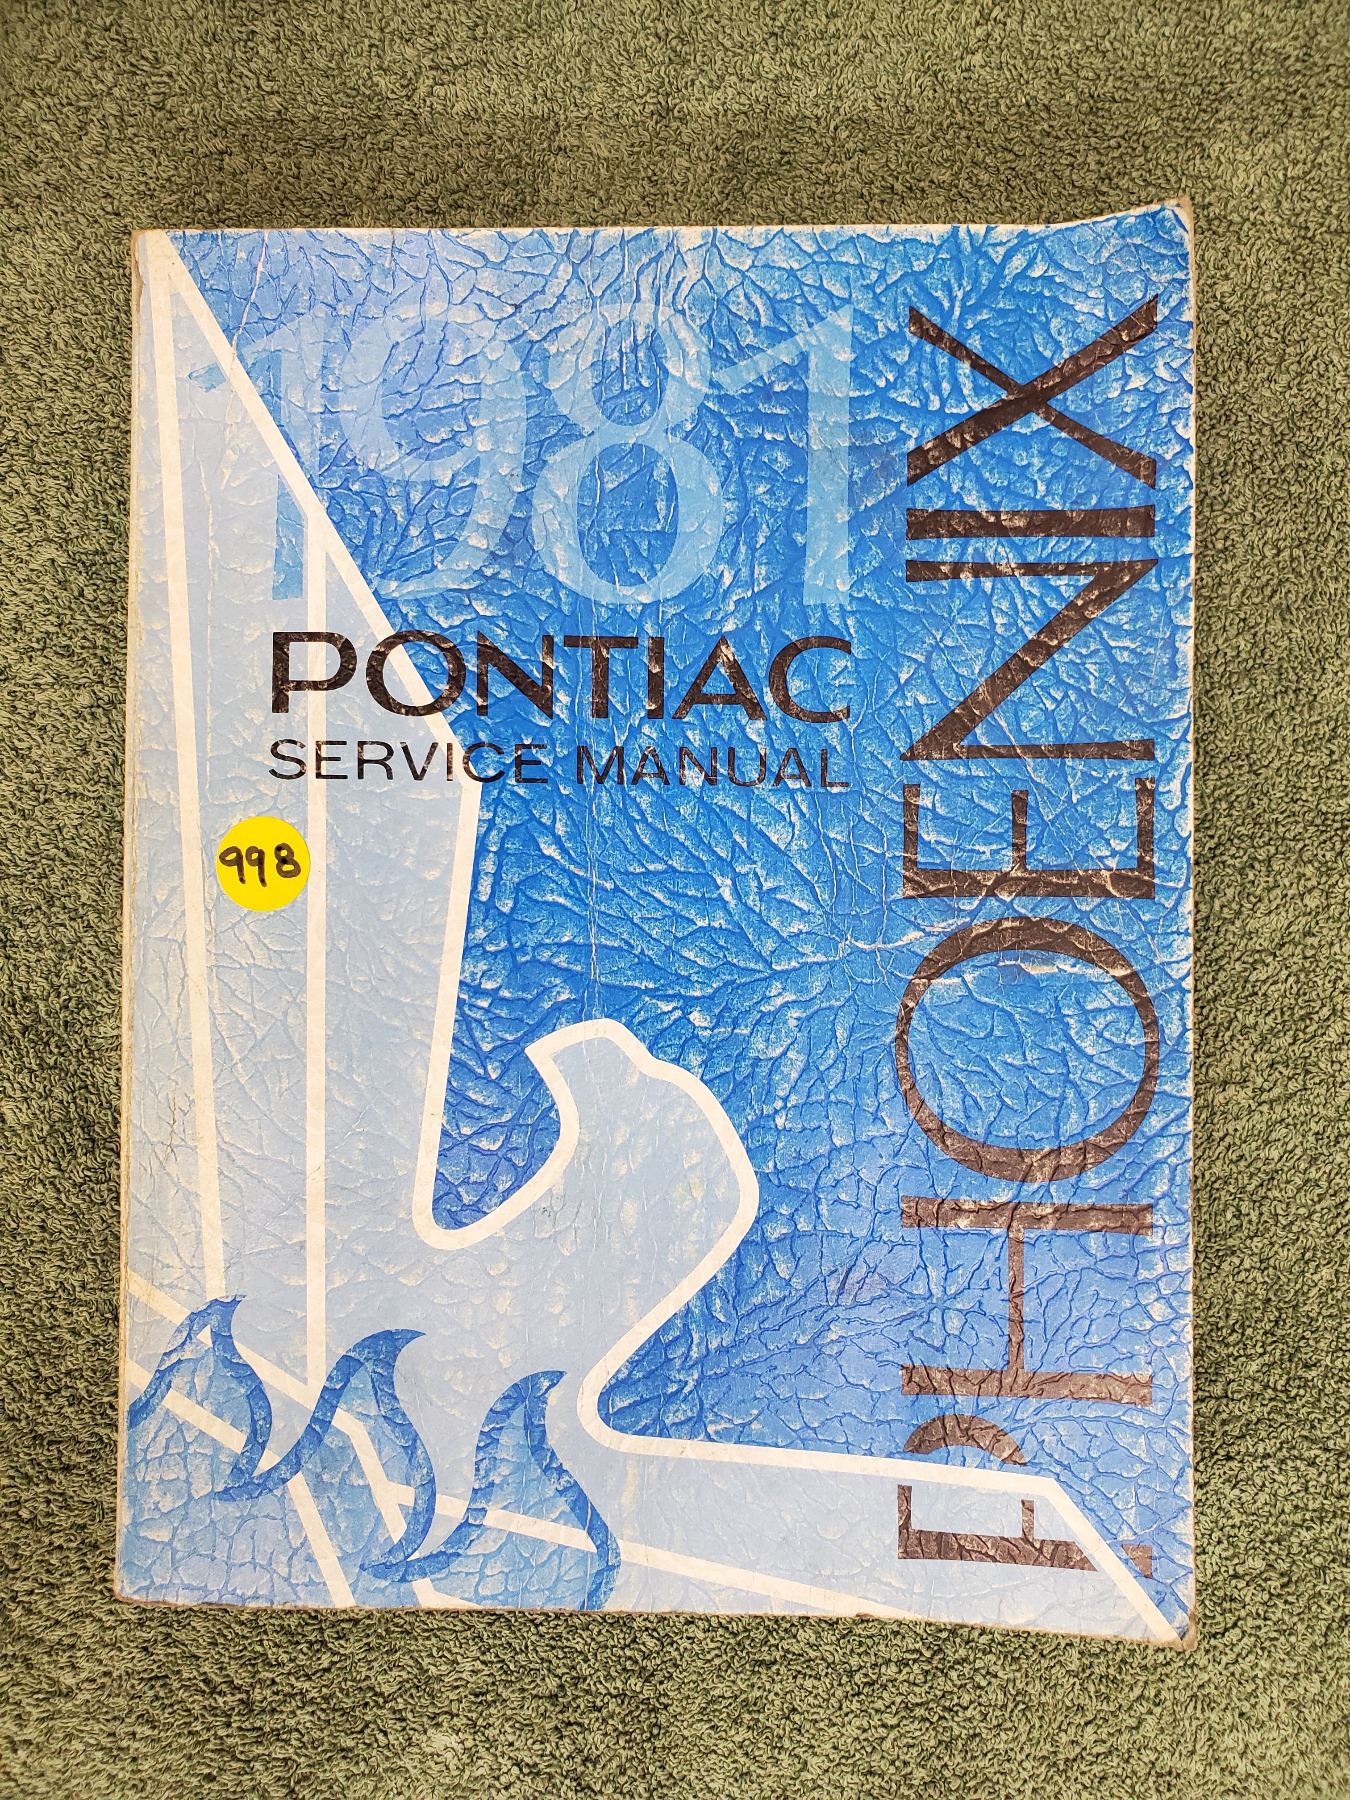 1981
PONTIAC
SERVICE MANUAL
998
PHOENIX